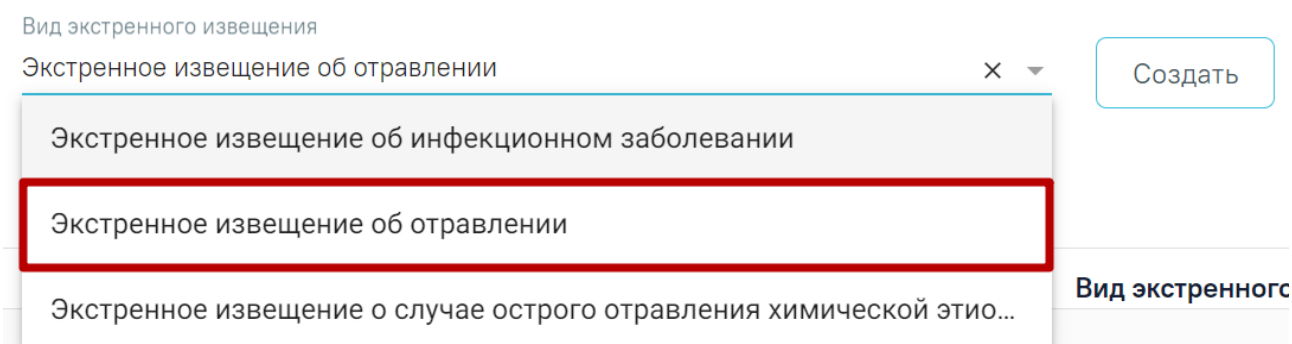 Вид экстренного извещения
Экстренное извещение об отравлении
Создать
Экстренное извещение об инфекционном заболевании
Экстренное извещение об отравлении
Вид экстренного
Экстренное извещение о случае острого отравления химической этио...